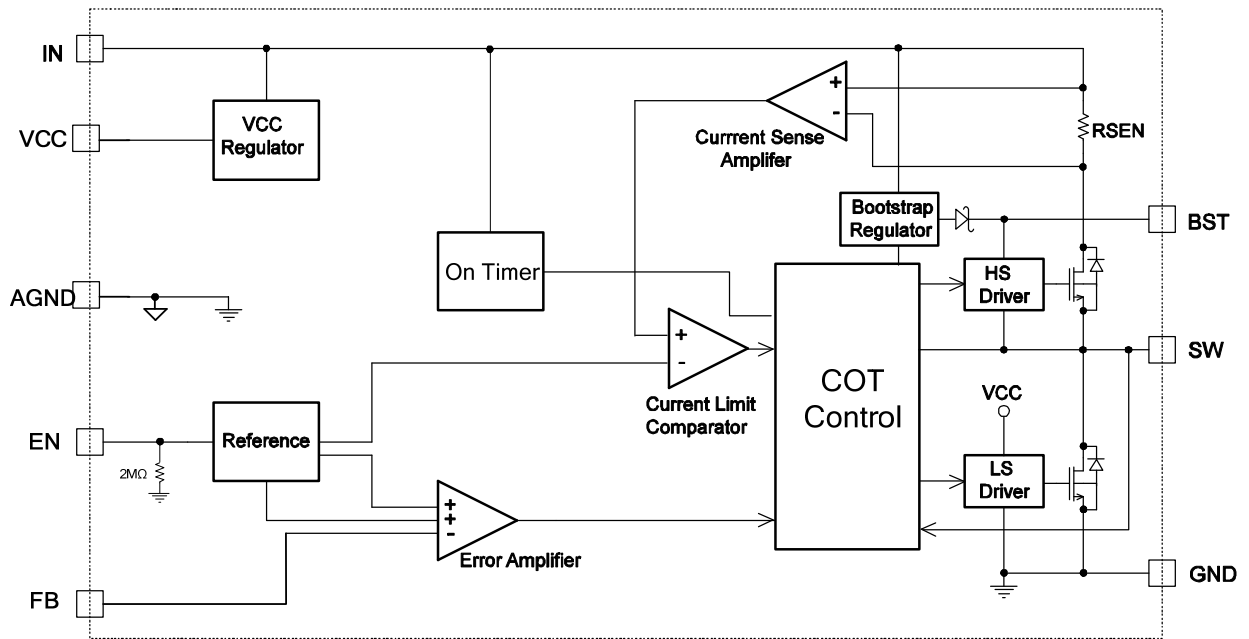 IN
VCC
VCC
Regulator
+
-
Currrent Sense
Amplifer
RSEN
Bootstrap
Regulator
BST
On Timer
HS
Driver
AGND
+
-
Current Limit
Comparator
COT
Control
SW
VCC
EN
2MΩ
Reference
LS
Driver
+
+
-
Error Amplifier
FB
GND